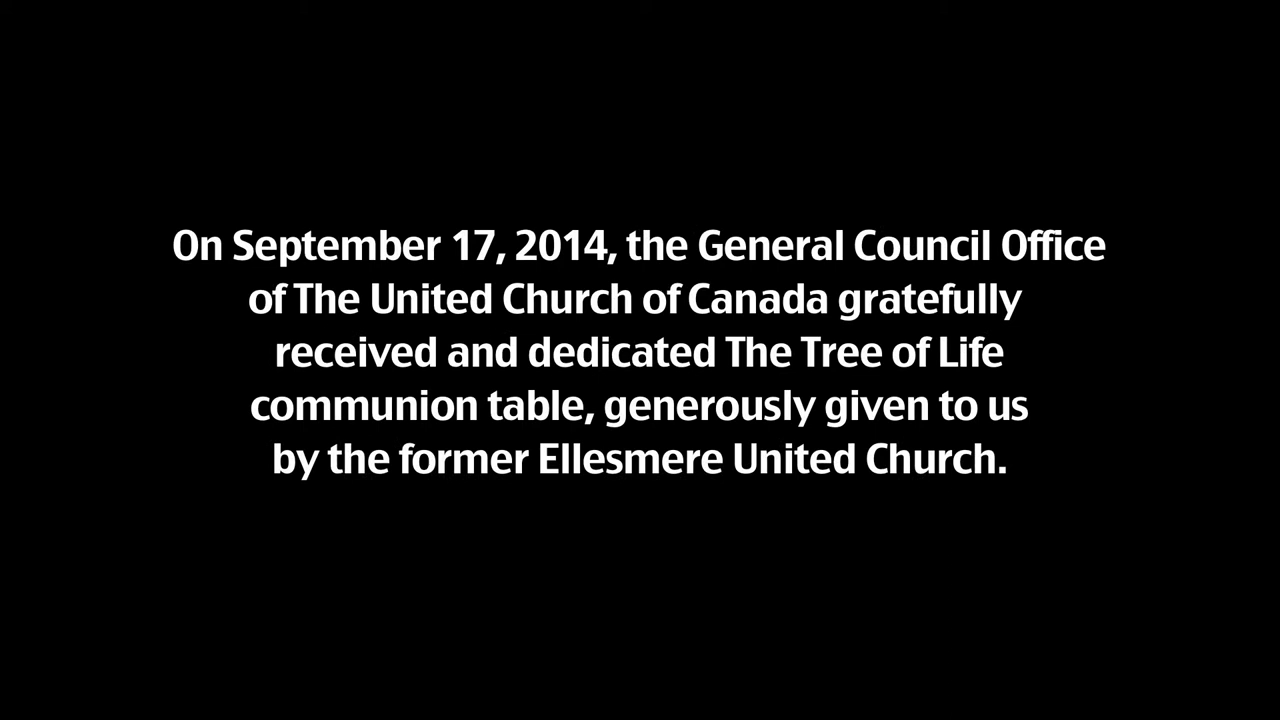 On September 17, 2014, the General Council Office
of The United Church of Canada gratefully
received and dedicated The Tree of Life
communion table, generously given to us
by the former Ellesmere United Church.